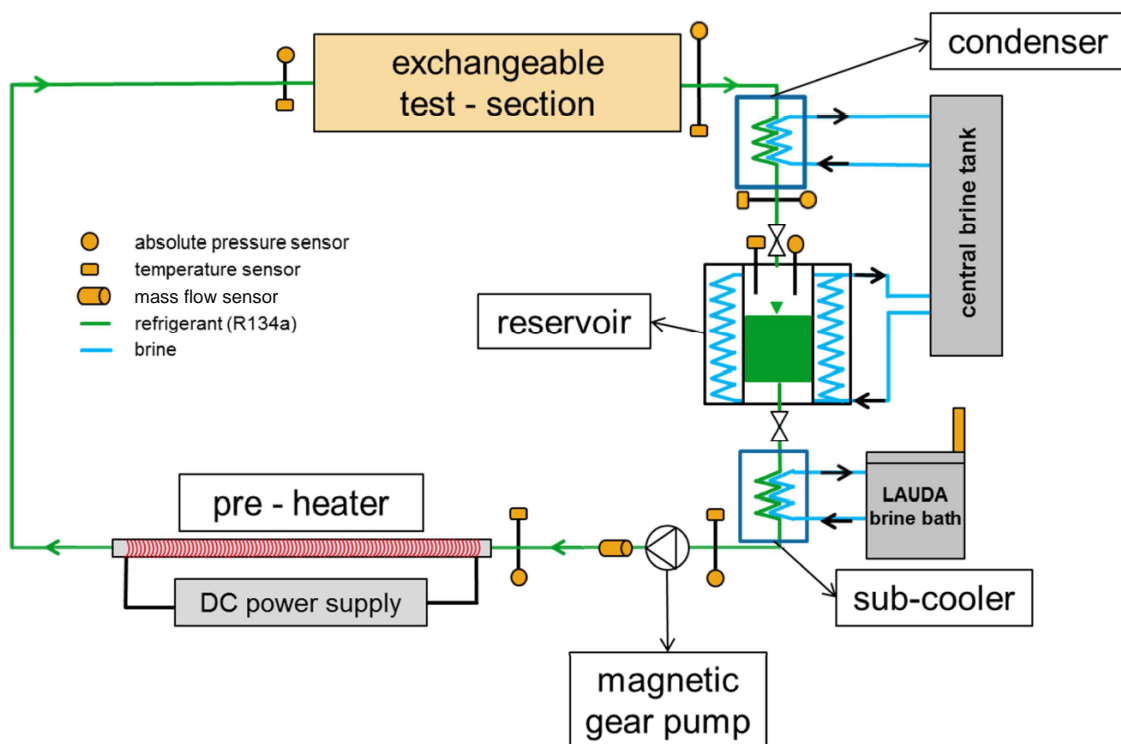 condenser
exchangeable
test - section
central brine tank
absolute pressure sensor
temperature sensor
mass flow sensor
refrigerant (R134a)
brine
reservoir
pre - heater
LAUDA
brine bath
DC power supply
sub-cooler
magnetic
gear pump